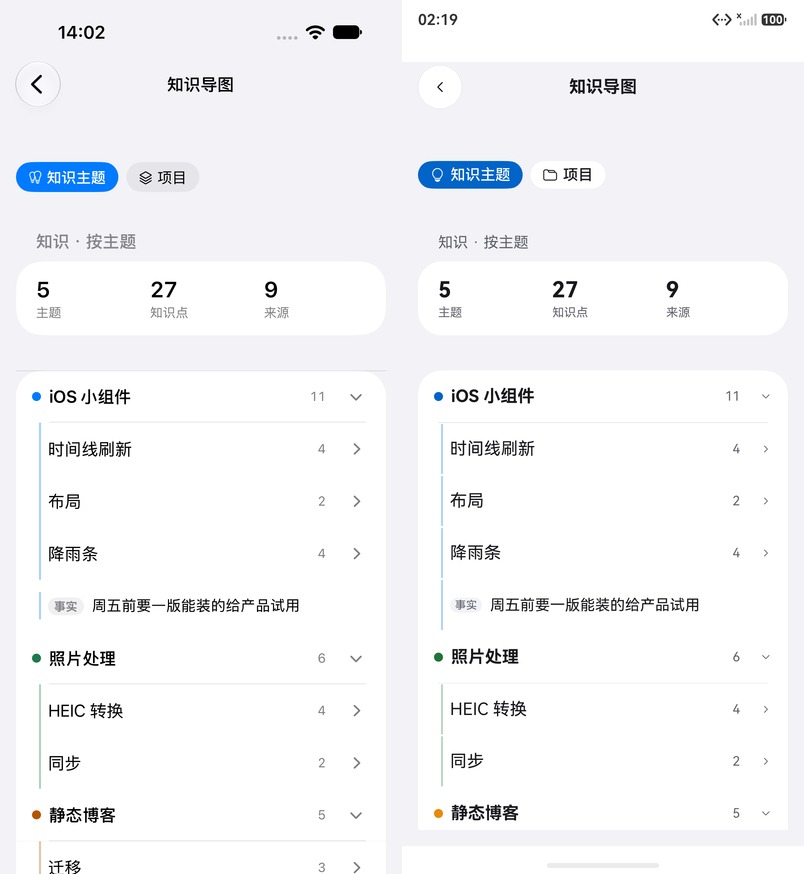 14:02
知识导图
知识主题 项目
知识 · 按主题
5 27 9
主题 知识点 来源
iOS 小组件 11
时间线刷新 4
布局 2
降雨条 4
事实 周五前要一版能装的给产品试用
照片处理 6
HEIC 转换 4
同步 2
静态博客 5
迁移 3
02:19 100
知识导图
知识主题 项目
知识 · 按主题
5 27 9
主题 知识点 来源
iOS 小组件 11
时间线刷新 4
布局 2
降雨条 4
事实 周五前要一版能装的给产品试用
照片处理 6
HEIC 转换 4
同步 2
静态博客 5